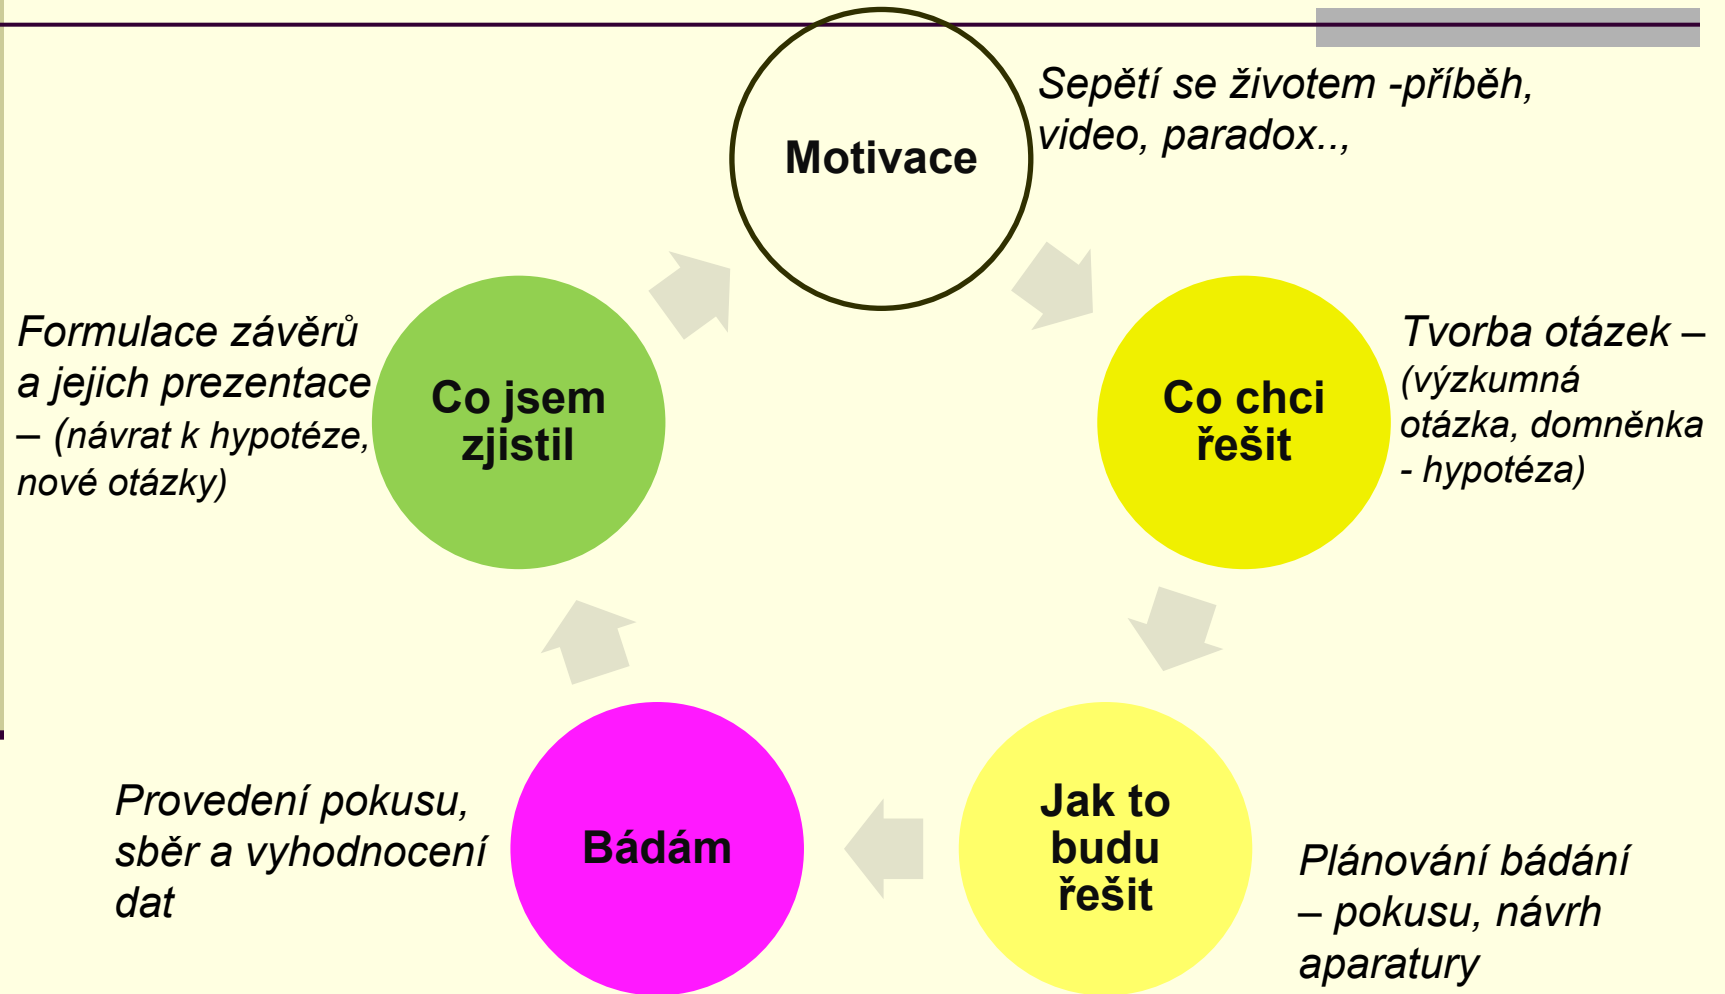 Motivace
Sepětí se životem -příběh,
video, paradox..,
Co chci
řešit
Tvorba otázek –
(výzkumná
otázka, domněnka
- hypotéza)
Jak to
budu
řešit
Plánování bádání
– pokusu, návrh
aparatury
Bádám
Provedení pokusu,
sběr a vyhodnocení
dat
Co jsem
zjistil
Formulace závěrů
a jejich prezentace
– (návrat k hypotéze,
nové otázky)